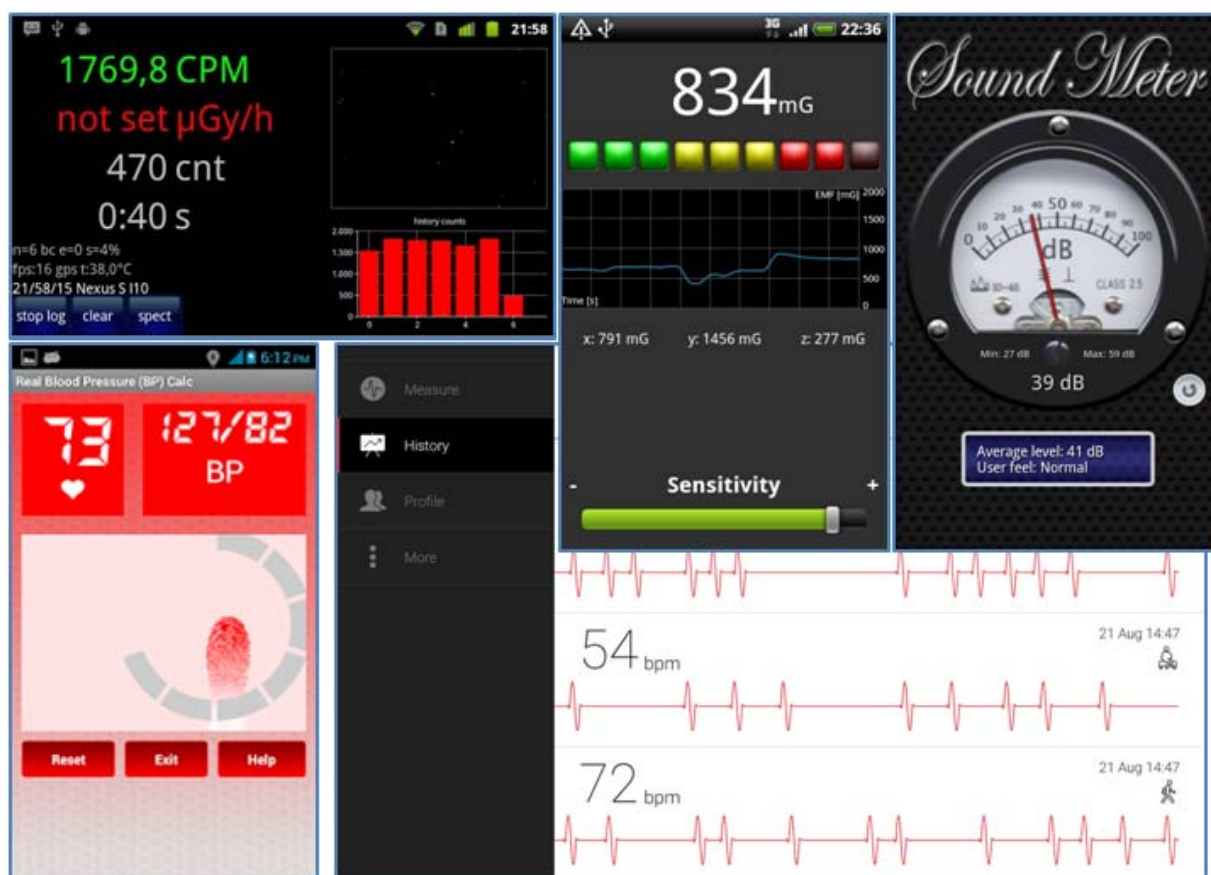 21:58
1769,8 CPM
not set µGy/h
470 cnt
0:40 s
n=6 bc e=0 s=4%
fps:16 gps t:38,0°C
21/58/15 Nexus S I10
stop log clear spect
history counts
2.000
1.500
1.000
500
0 2 4 6
3G 22:36
834 mG
EMF [mG] 2000
1500
1000
500
Time [s] 0
x: 791 mG y: 1456 mG z: 277 mG
- Sensitivity +
Sound Meter
0 10 20 30 40 50 60 70 80 90 100
dB
SD-65 CLASS 2.5
Min: 27 dB Max: 59 dB
39 dB
Average level: 41 dB
User feel: Normal
6:12 PM
Real Blood Pressure (BP) Calc
73 127/82
BP
Reset Exit Help
Measure
History
Profile
More
54 bpm 21 Aug 14:47
72 bpm 21 Aug 14:47